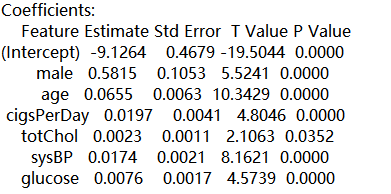 Coefficients:
Feature Estimate Std Error T Value P Value
(Intercept) -9.1264 0.4679 -19.5044 0.0000
male 0.5815 0.1053 5.5241 0.0000
age 0.0655 0.0063 10.3429 0.0000
cigsPerDay 0.0197 0.0041 4.8046 0.0000
totChol 0.0023 0.0011 2.1063 0.0352
sysBP 0.0174 0.0021 8.1621 0.0000
glucose 0.0076 0.0017 4.5739 0.0000